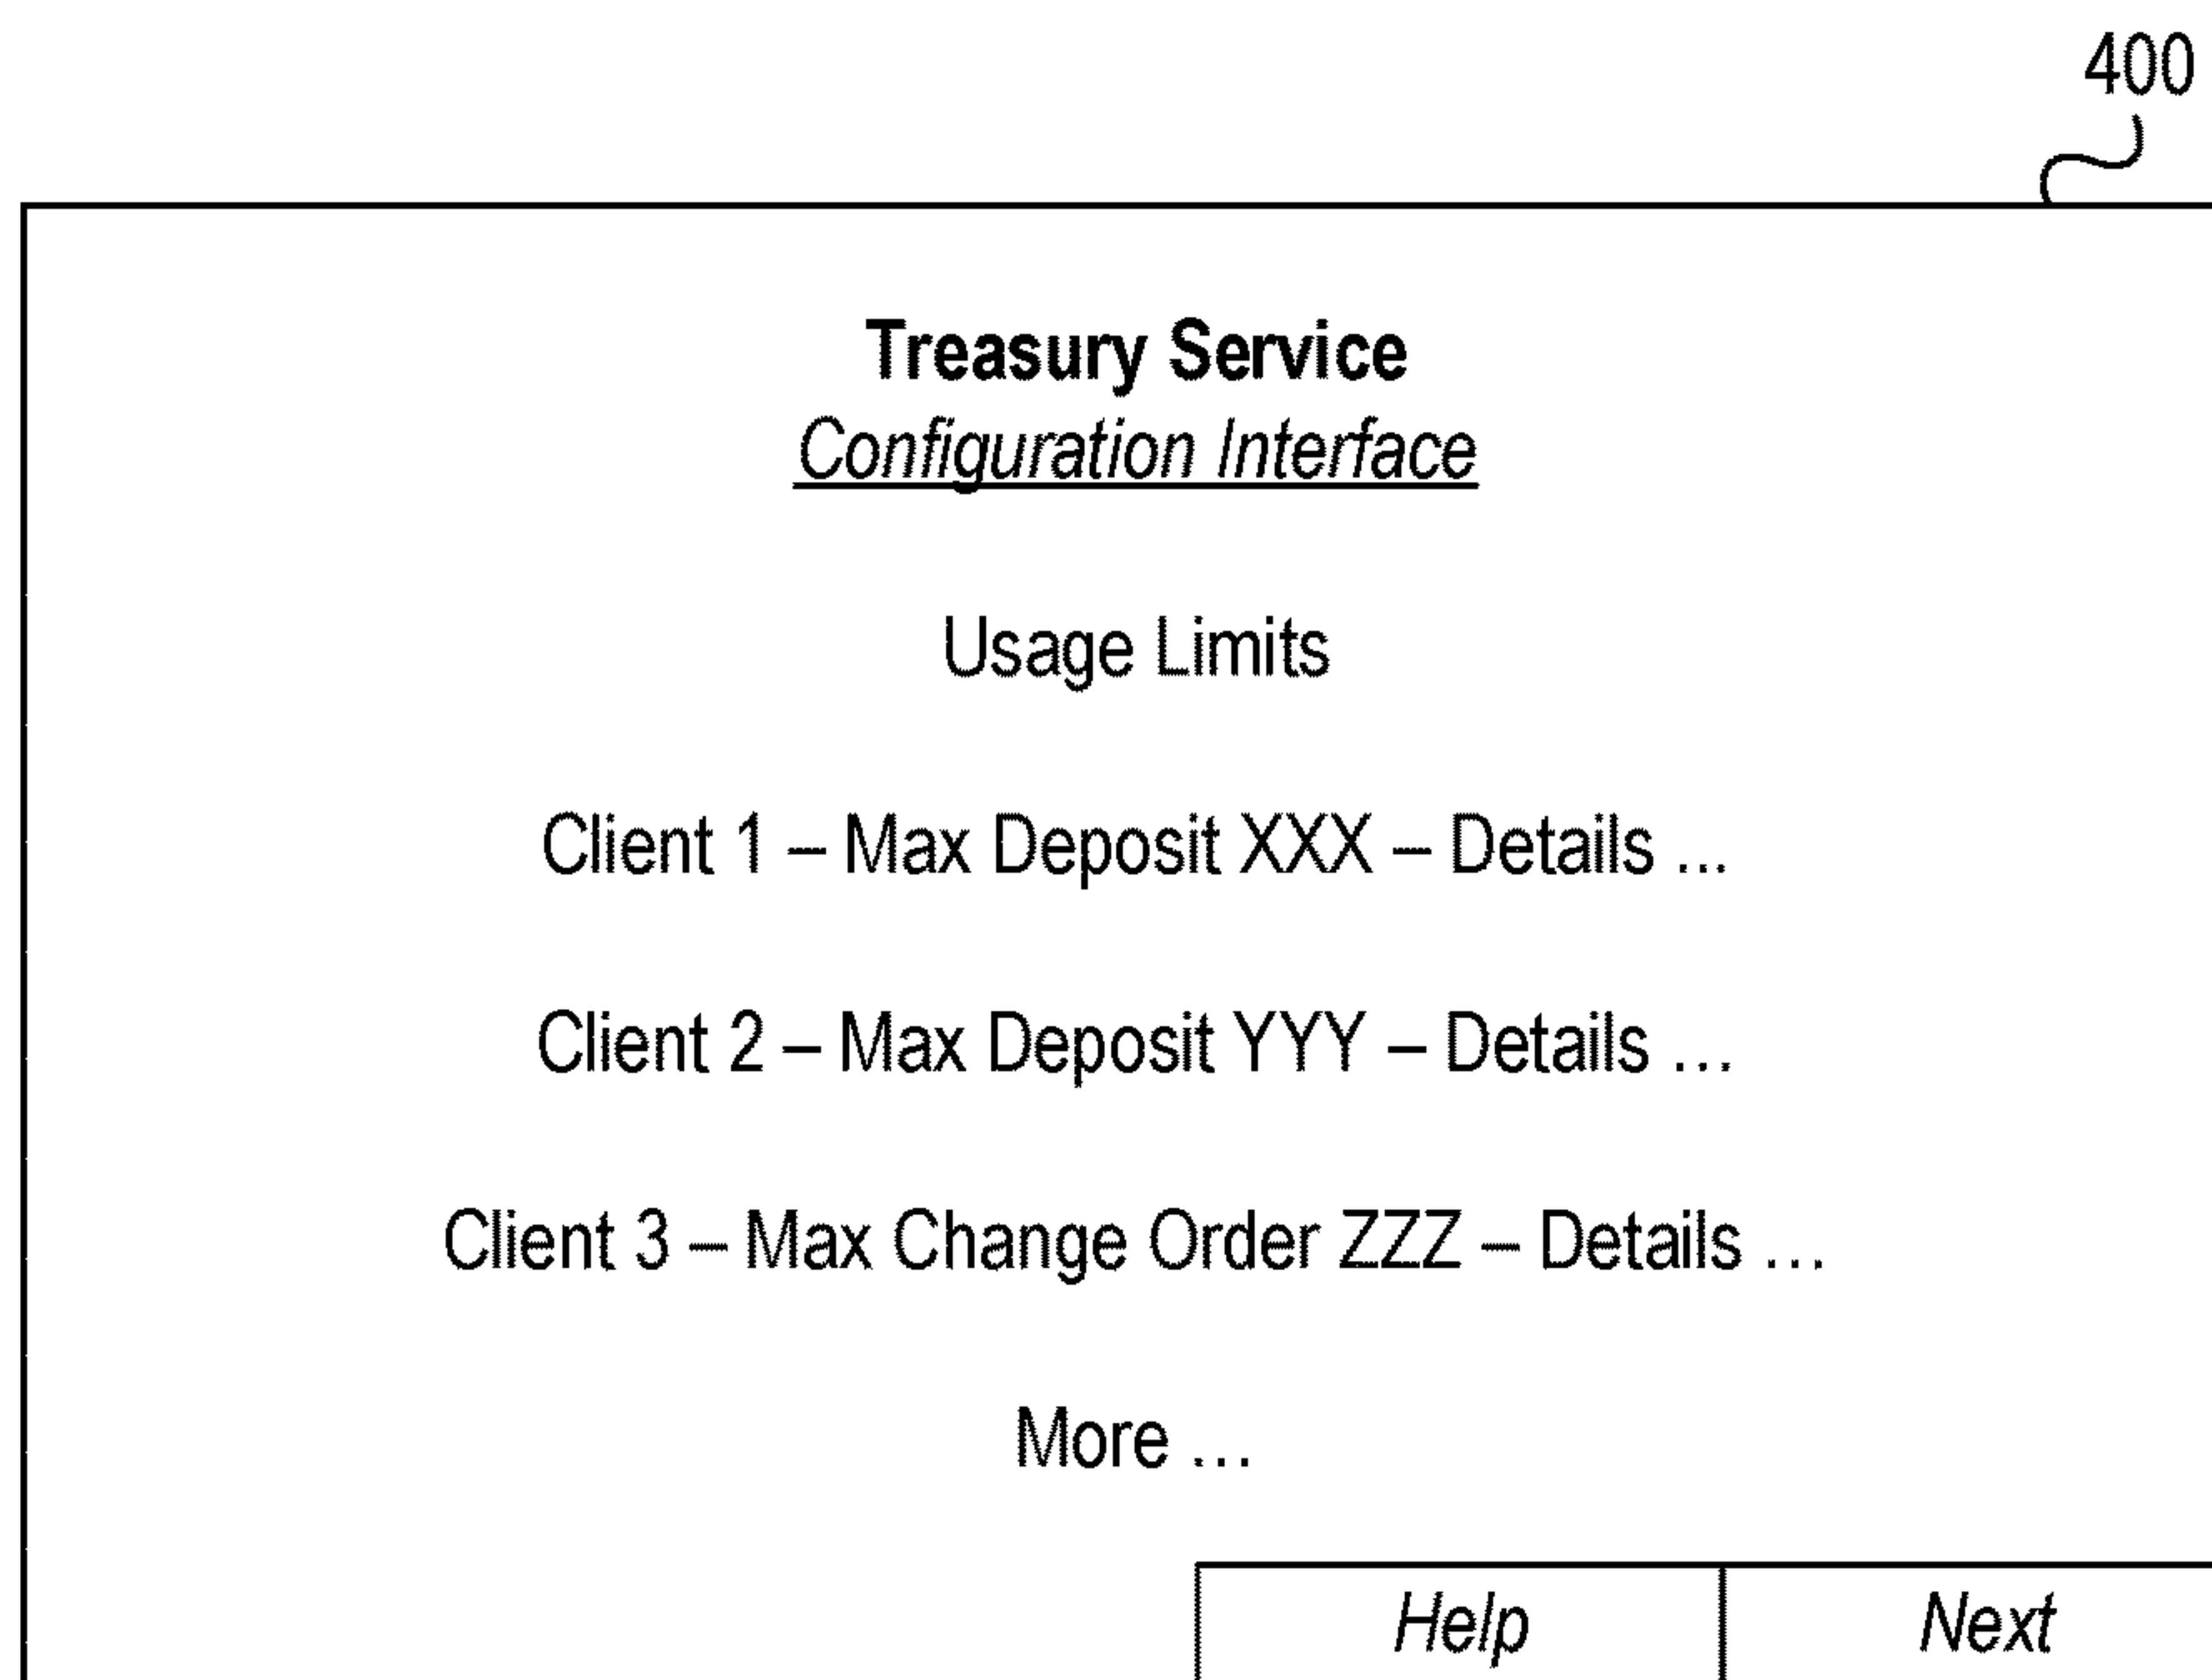 400
Treasury Service
Configuration Interface
Usage Limits
Client 1 – Max Deposit XXX – Details ...
Client 2 – Max Deposit YYY – Details ...
Client 3 – Max Change Order ZZZ – Details ...
More ...
Help Next